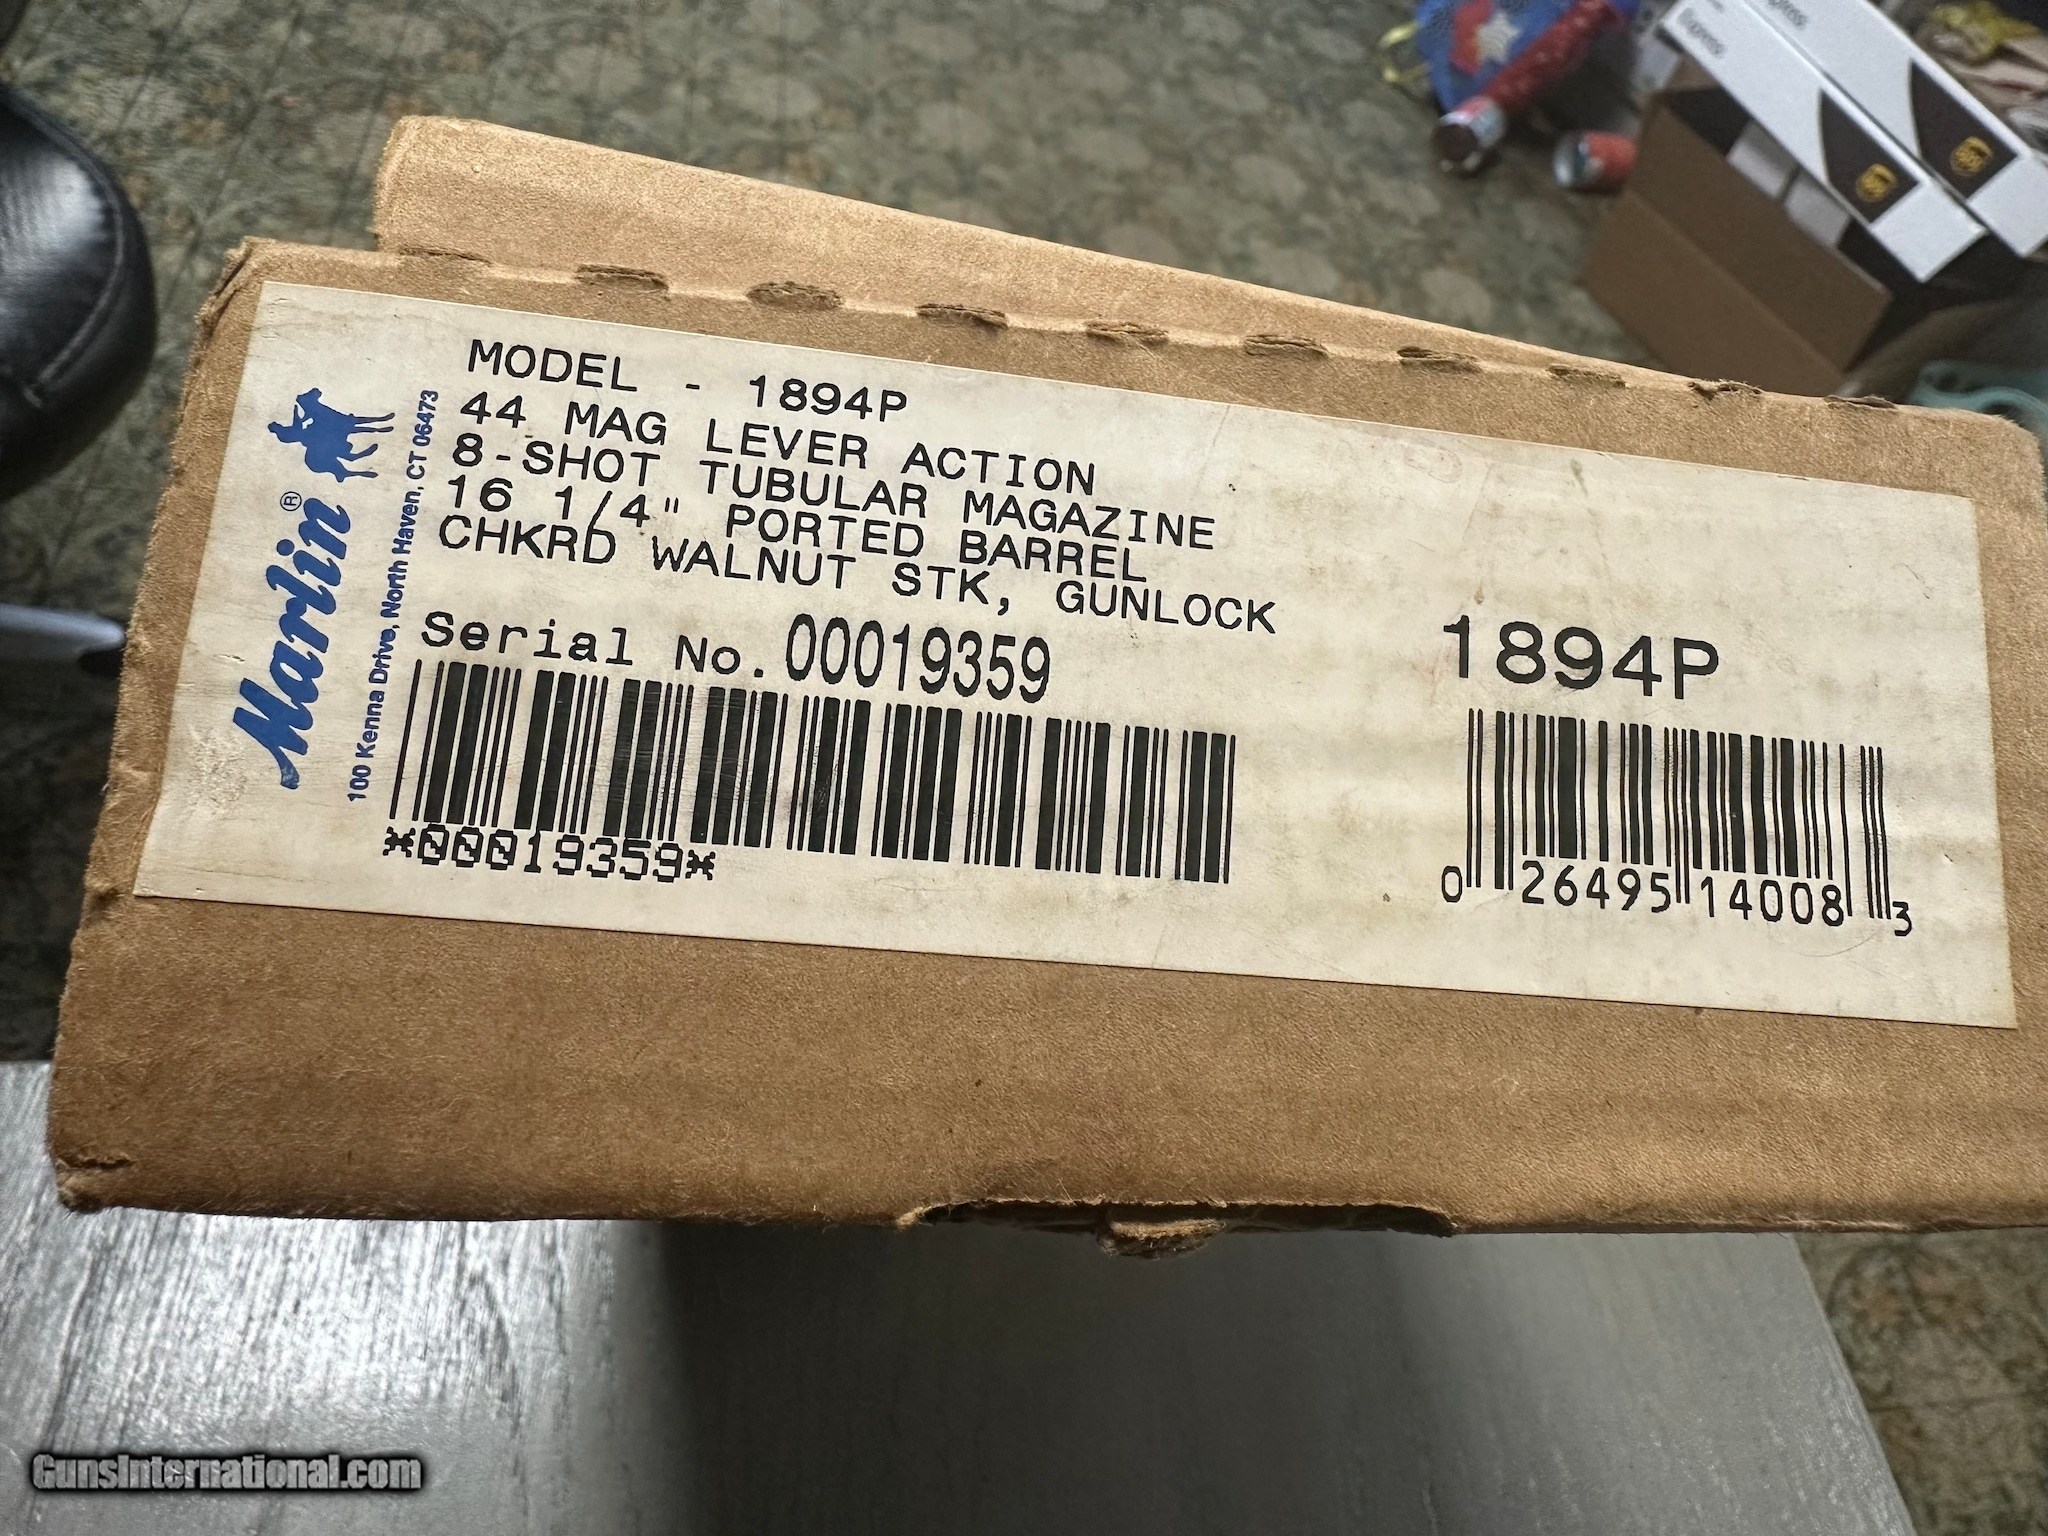 MODEL - 1894P
44 MAG LEVER ACTION
8-SHOT TUBULAR MAGAZINE
16 1/4" PORTED BARREL
CHKRD WALNUT STK, GUNLOCK
Serial No. 00019359
*00019359*
Marlin®
100 Kenna Drive, North Haven, CT 06473
1894P
0 26495 14008 3
ups
ups
GunsInternational.com